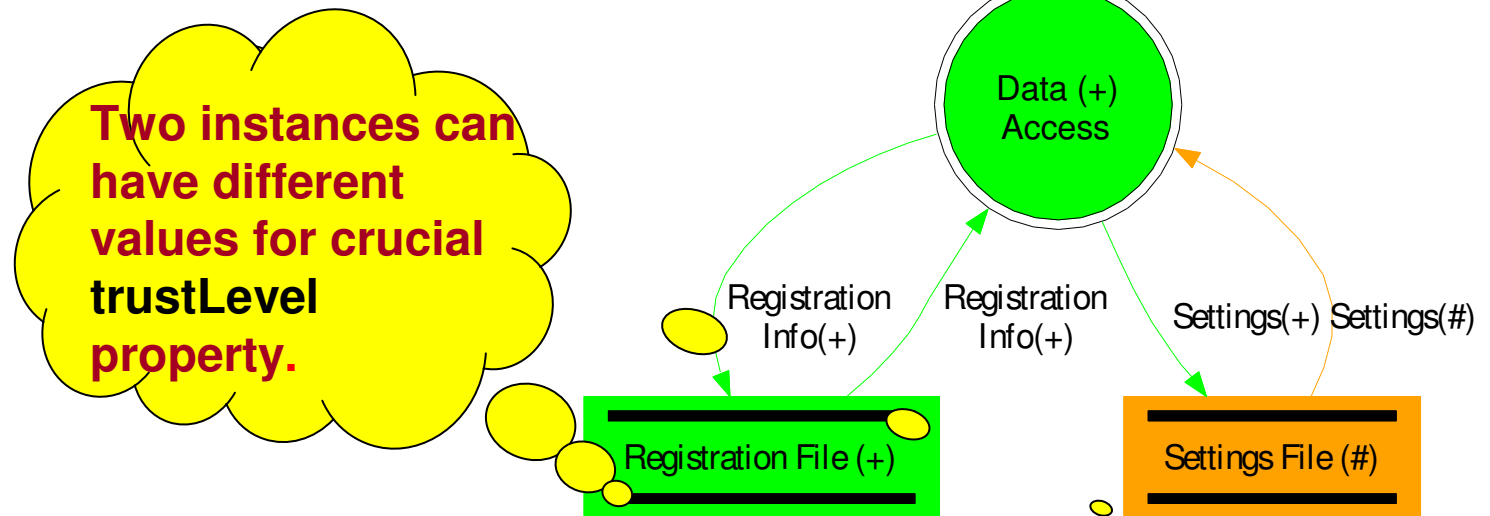 Two instances can
have different
values for crucial
trustLevel
property.
Data (+)
Access
Registration
Info(+)
Registration
Info(+)
Settings(+)
Settings(#)
Registration File (+)
Settings File (#)